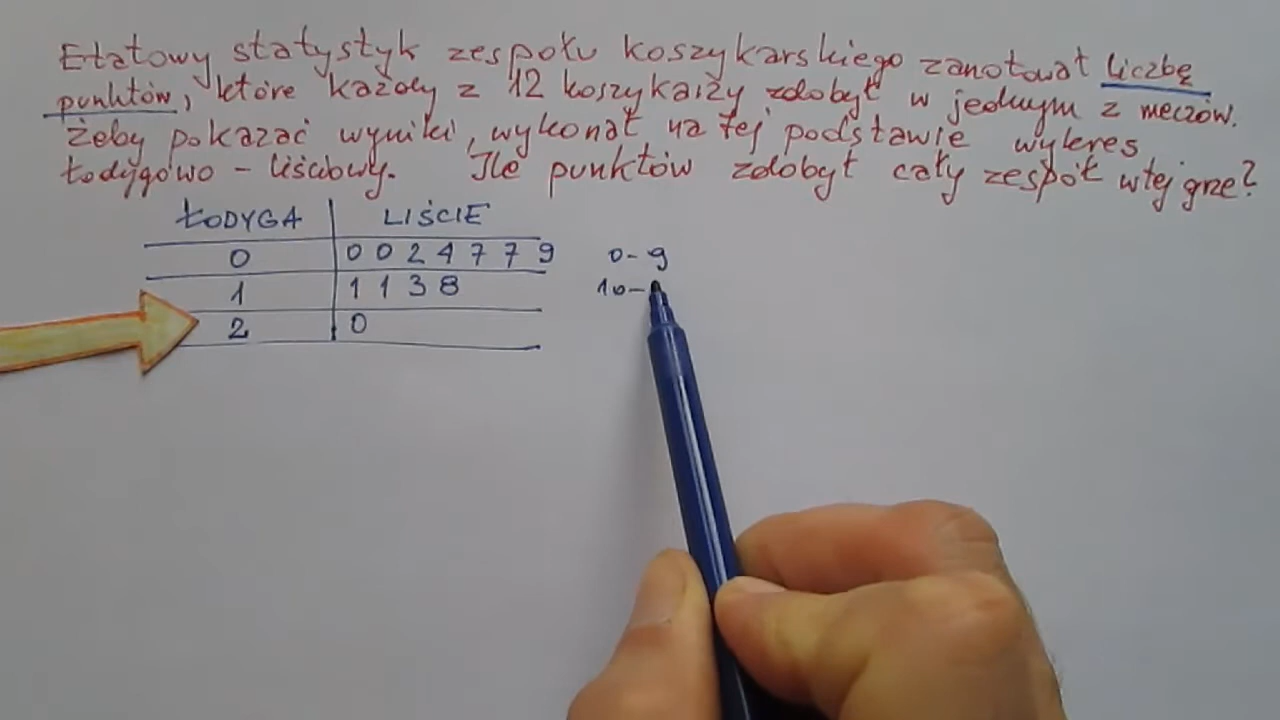 Etatowy statystyk zespołu koszykarskiego zanotował liczbę
punktów, które każdy z 12 koszykarzy zdobył w jednym z meczów.
Żeby pokazać wyniki, wykonał na tej podstawie wykres
łodygowo - liściowy. Ile punktów zdobył cały zespół w tej grze?
ŁODYGA LIŚCIE
0 0 0 2 4 7 7 9 0-9
1 1 1 3 8 10-
2 0